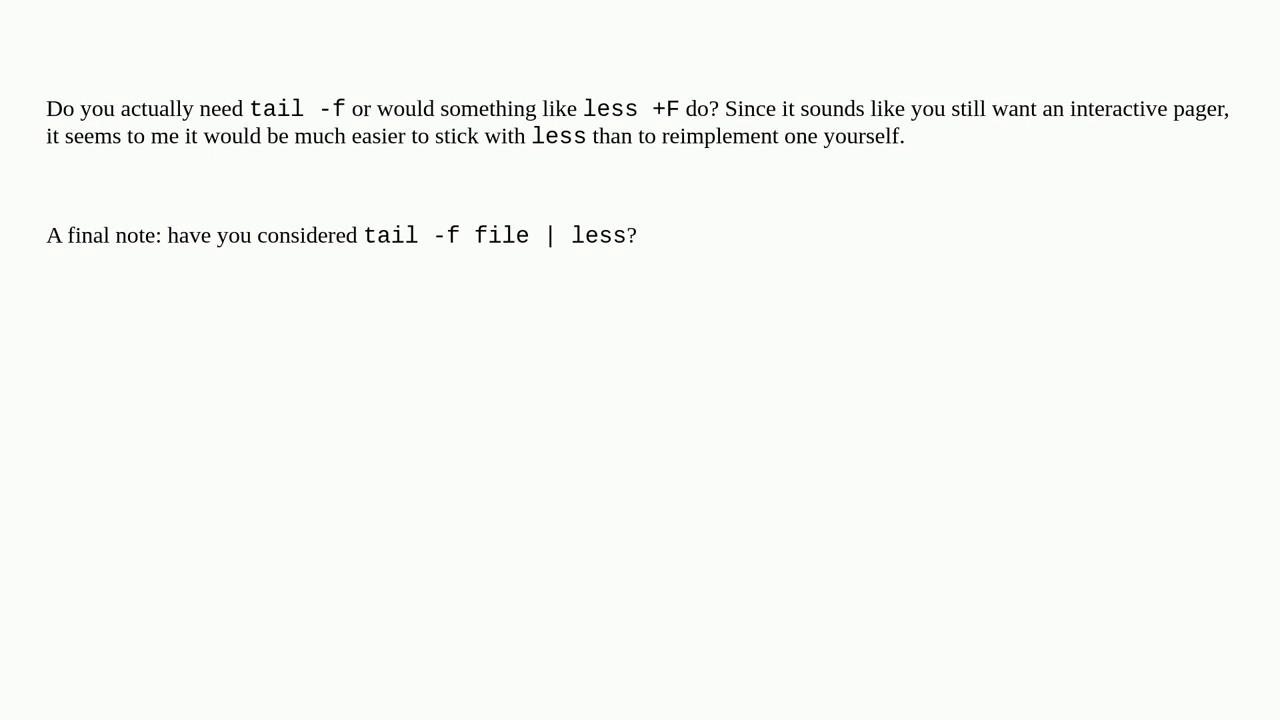 Do you actually need tail -f or would something like less +F do? Since it sounds like you still want an interactive pager,
it seems to me it would be much easier to stick with less than to reimplement one yourself.
A final note: have you considered tail -f file | less?